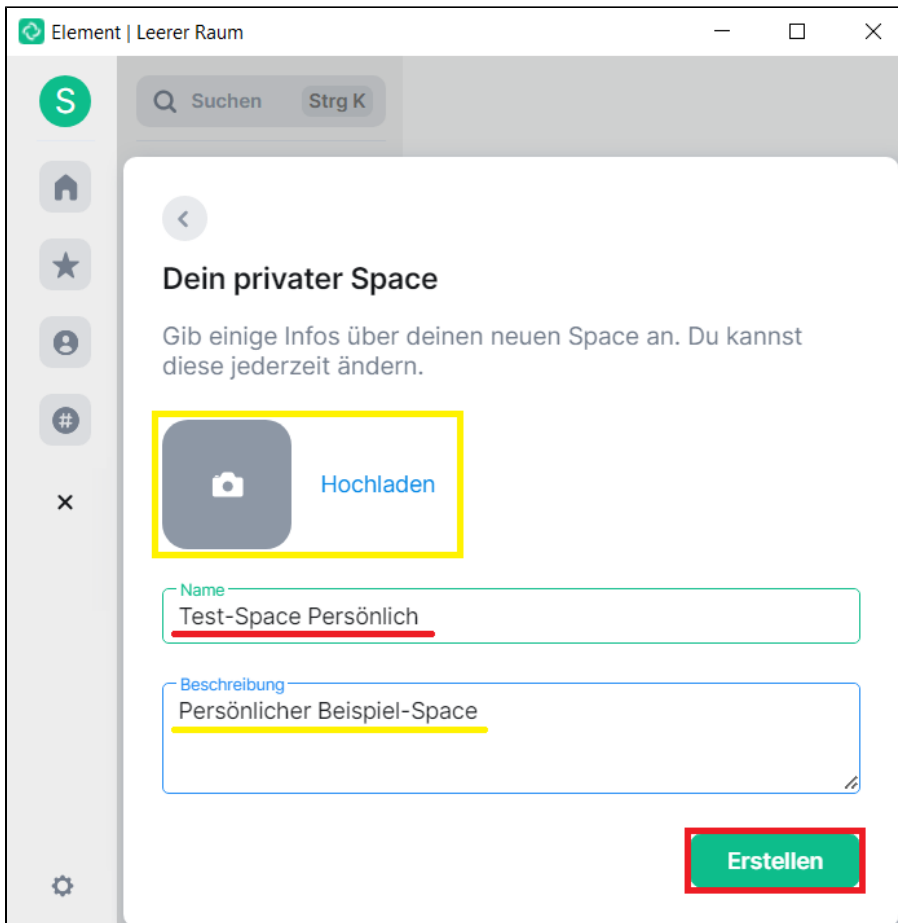 Element | Leerer Raum
S
Suchen Strg K
Dein privater Space
Gib einige Infos über deinen neuen Space an. Du kannst
diese jederzeit ändern.
Hochladen
Name
Test-Space Persönlich
Beschreibung
Persönlicher Beispiel-Space
Erstellen